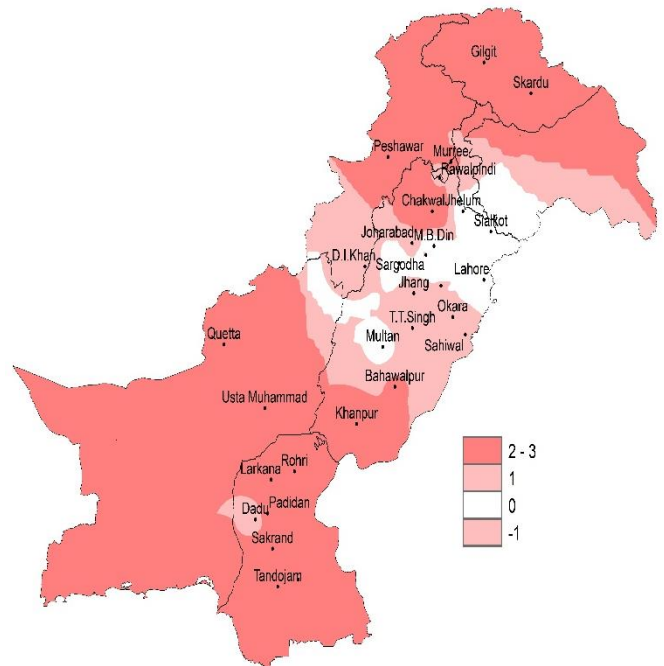 Gilgit
Skardu
Peshawar
Murree
Rawalpindi
Chakwal
Jhelum
Sialkot
Joharabad
M.B.Din
D.I.Khan
Sargodha
Lahore
Jhang
Okara
T.T.Singh
Quetta
Multan
Sahiwal
Bahawalpur
Usta Muhammad
Khanpur
2 - 3
1
0
-1
Rohri
Larkana
Padidan
Dadu
Sakrand
Tandojam